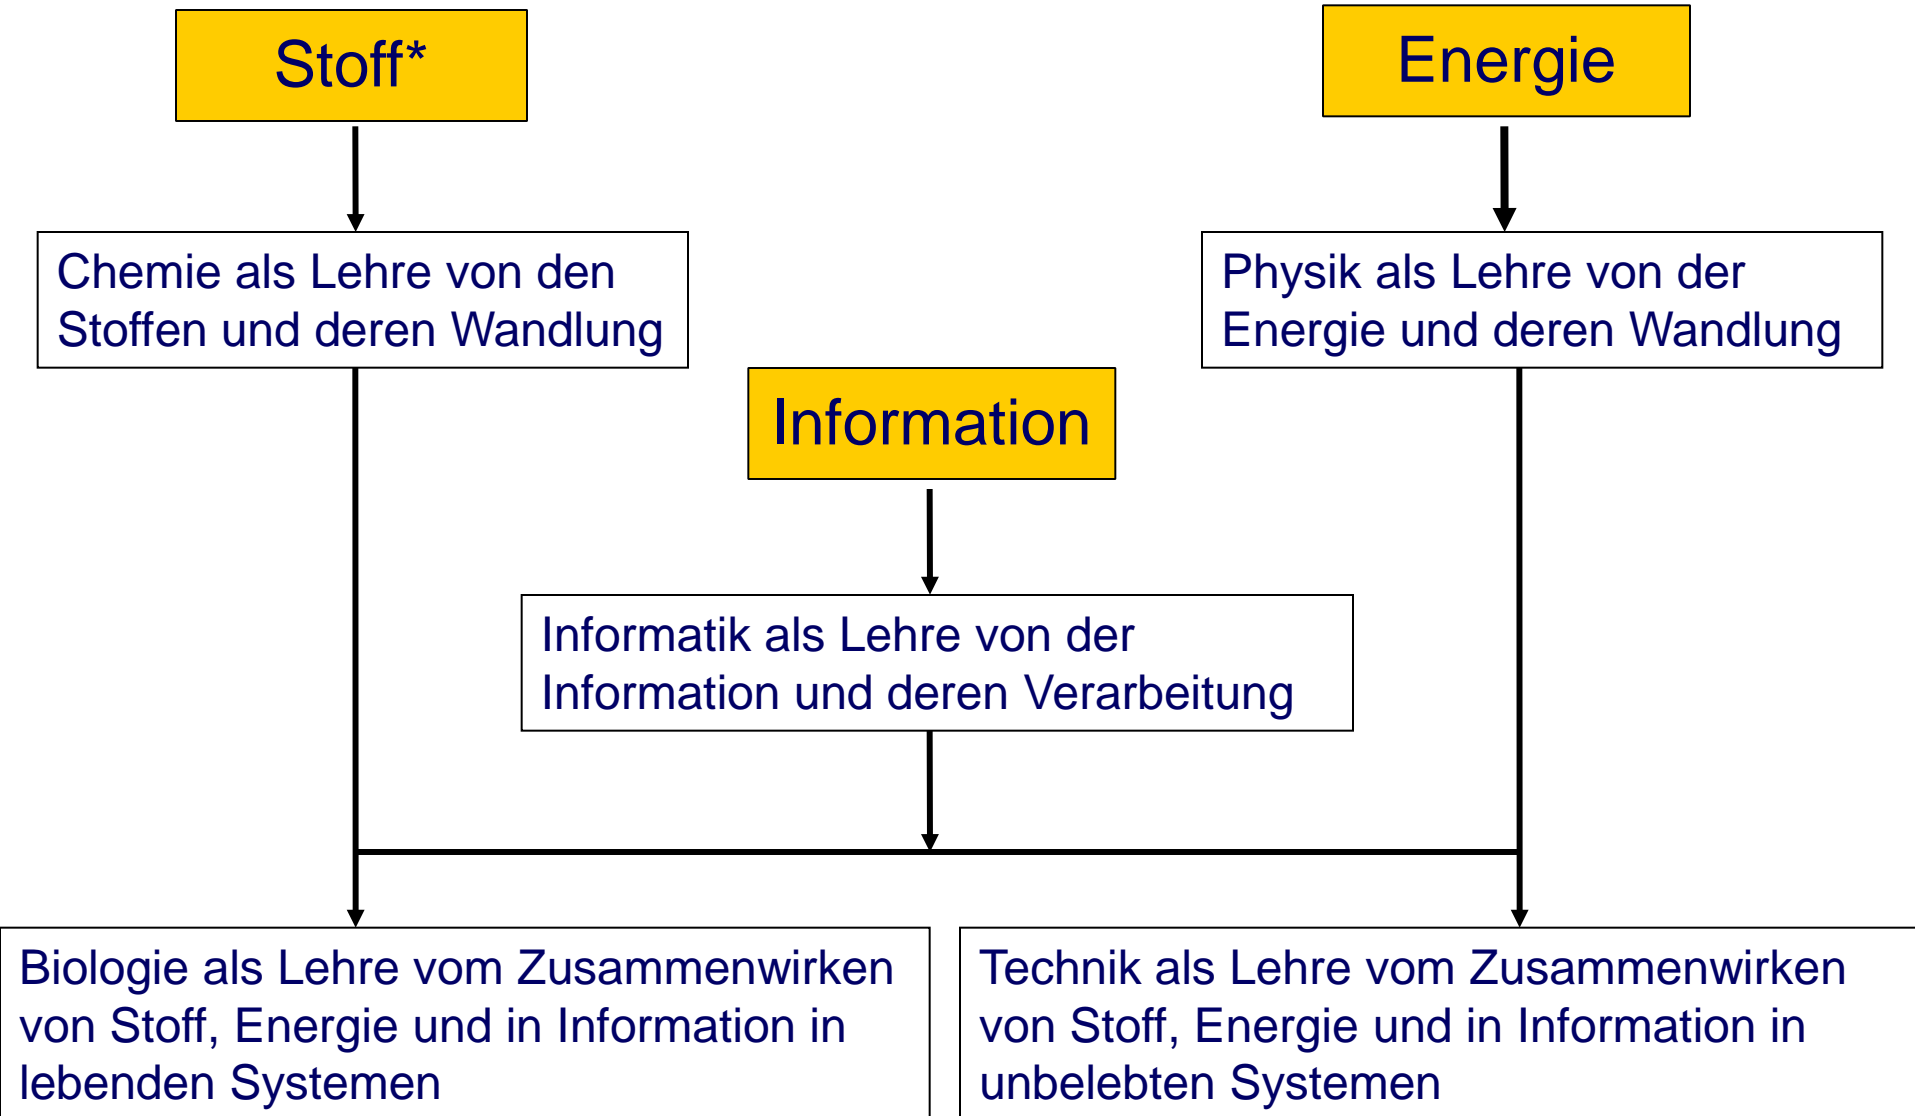 Stoff*
Energie
Chemie als Lehre von den
Stoffen und deren Wandlung
Physik als Lehre von der
Energie und deren Wandlung
Information
Informatik als Lehre von der
Information und deren Verarbeitung
Biologie als Lehre vom Zusammenwirken
von Stoff, Energie und in Information in
lebenden Systemen
Technik als Lehre vom Zusammenwirken
von Stoff, Energie und in Information in
unbelebten Systemen